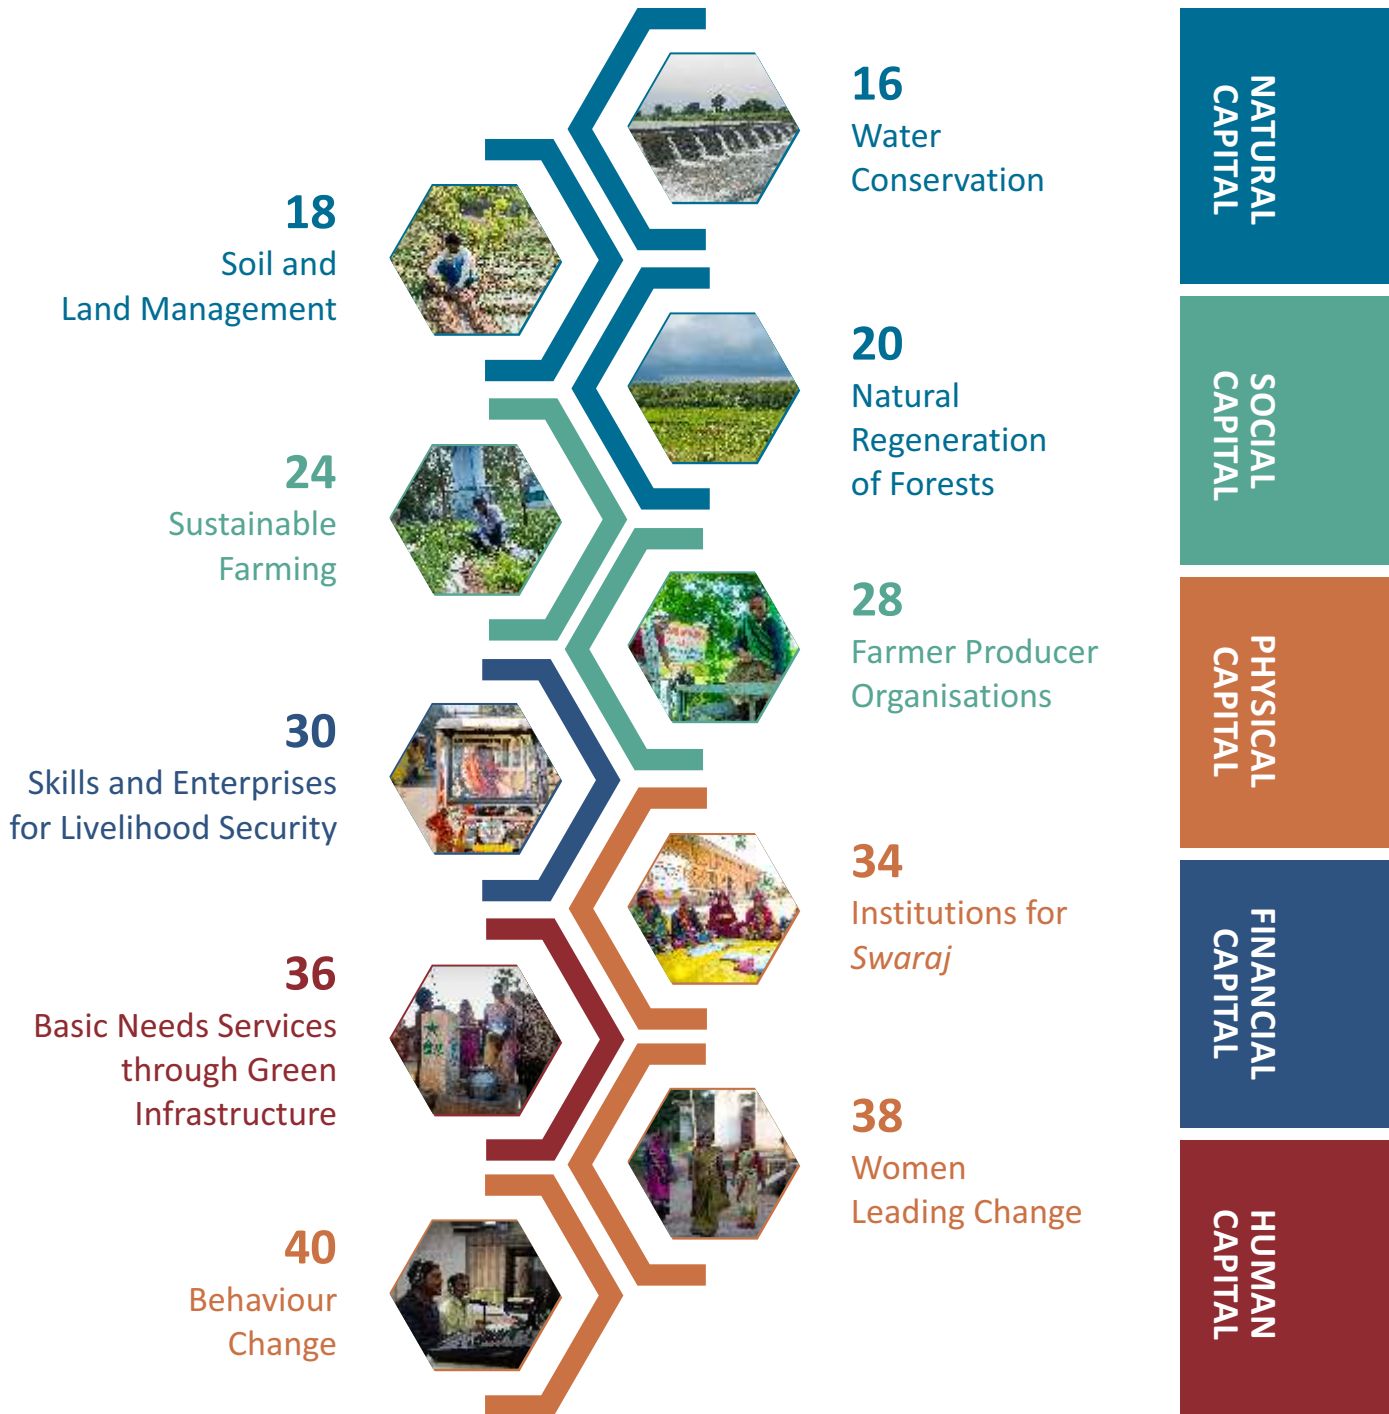 16
Water
Conservation
18
Soil and
Land Management
20
Natural
Regeneration
of Forests
24
Sustainable
Farming
28
Farmer Producer
Organisations
30
Skills and Enterprises
for Livelihood Security
34
Institutions for
Swaraj
36
Basic Needs Services
through Green
Infrastructure
38
Women
Leading Change
40
Behaviour
Change
NATURAL
CAPITAL
SOCIAL
CAPITAL
PHYSICAL
CAPITAL
FINANCIAL
CAPITAL
HUMAN
CAPITAL